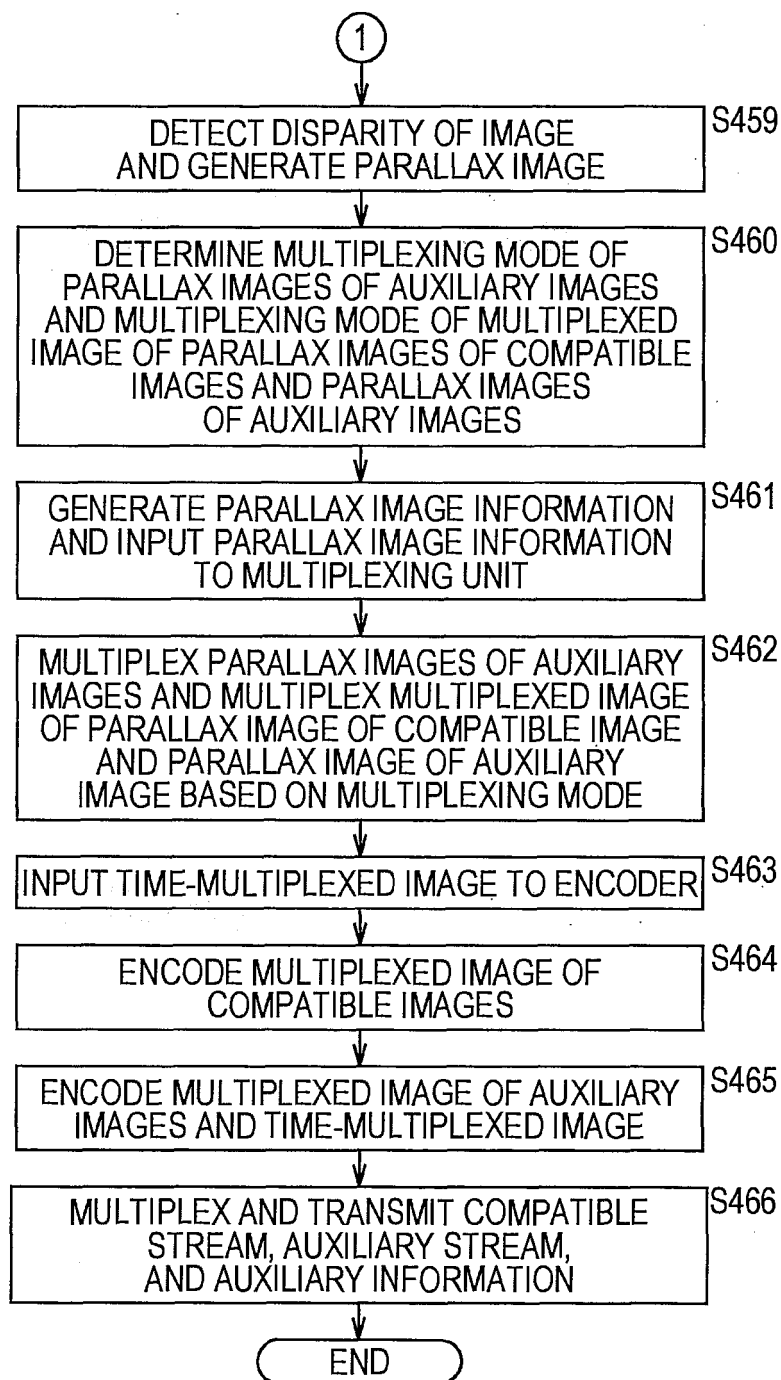 1
S459
DETECT DISPARITY OF IMAGE
AND GENERATE PARALLAX IMAGE
S460
DETERMINE MULTIPLEXING MODE OF
PARALLAX IMAGES OF AUXILIARY IMAGES
AND MULTIPLEXING MODE OF MULTIPLEXED
IMAGE OF PARALLAX IMAGES OF COMPATIBLE
IMAGES AND PARALLAX IMAGES
OF AUXILIARY IMAGES
S461
GENERATE PARALLAX IMAGE INFORMATION
AND INPUT PARALLAX IMAGE INFORMATION
TO MULTIPLEXING UNIT
S462
MULTIPLEX PARALLAX IMAGES OF AUXILIARY
IMAGES AND MULTIPLEX MULTIPLEXED IMAGE
OF PARALLAX IMAGE OF COMPATIBLE IMAGE
AND PARALLAX IMAGE OF AUXILIARY
IMAGE BASED ON MULTIPLEXING MODE
S463
INPUT TIME-MULTIPLEXED IMAGE TO ENCODER
S464
ENCODE MULTIPLEXED IMAGE OF
COMPATIBLE IMAGES
S465
ENCODE MULTIPLEXED IMAGE OF AUXILIARY
IMAGES AND TIME-MULTIPLEXED IMAGE
S466
MULTIPLEX AND TRANSMIT COMPATIBLE
STREAM, AUXILIARY STREAM,
AND AUXILIARY INFORMATION
END